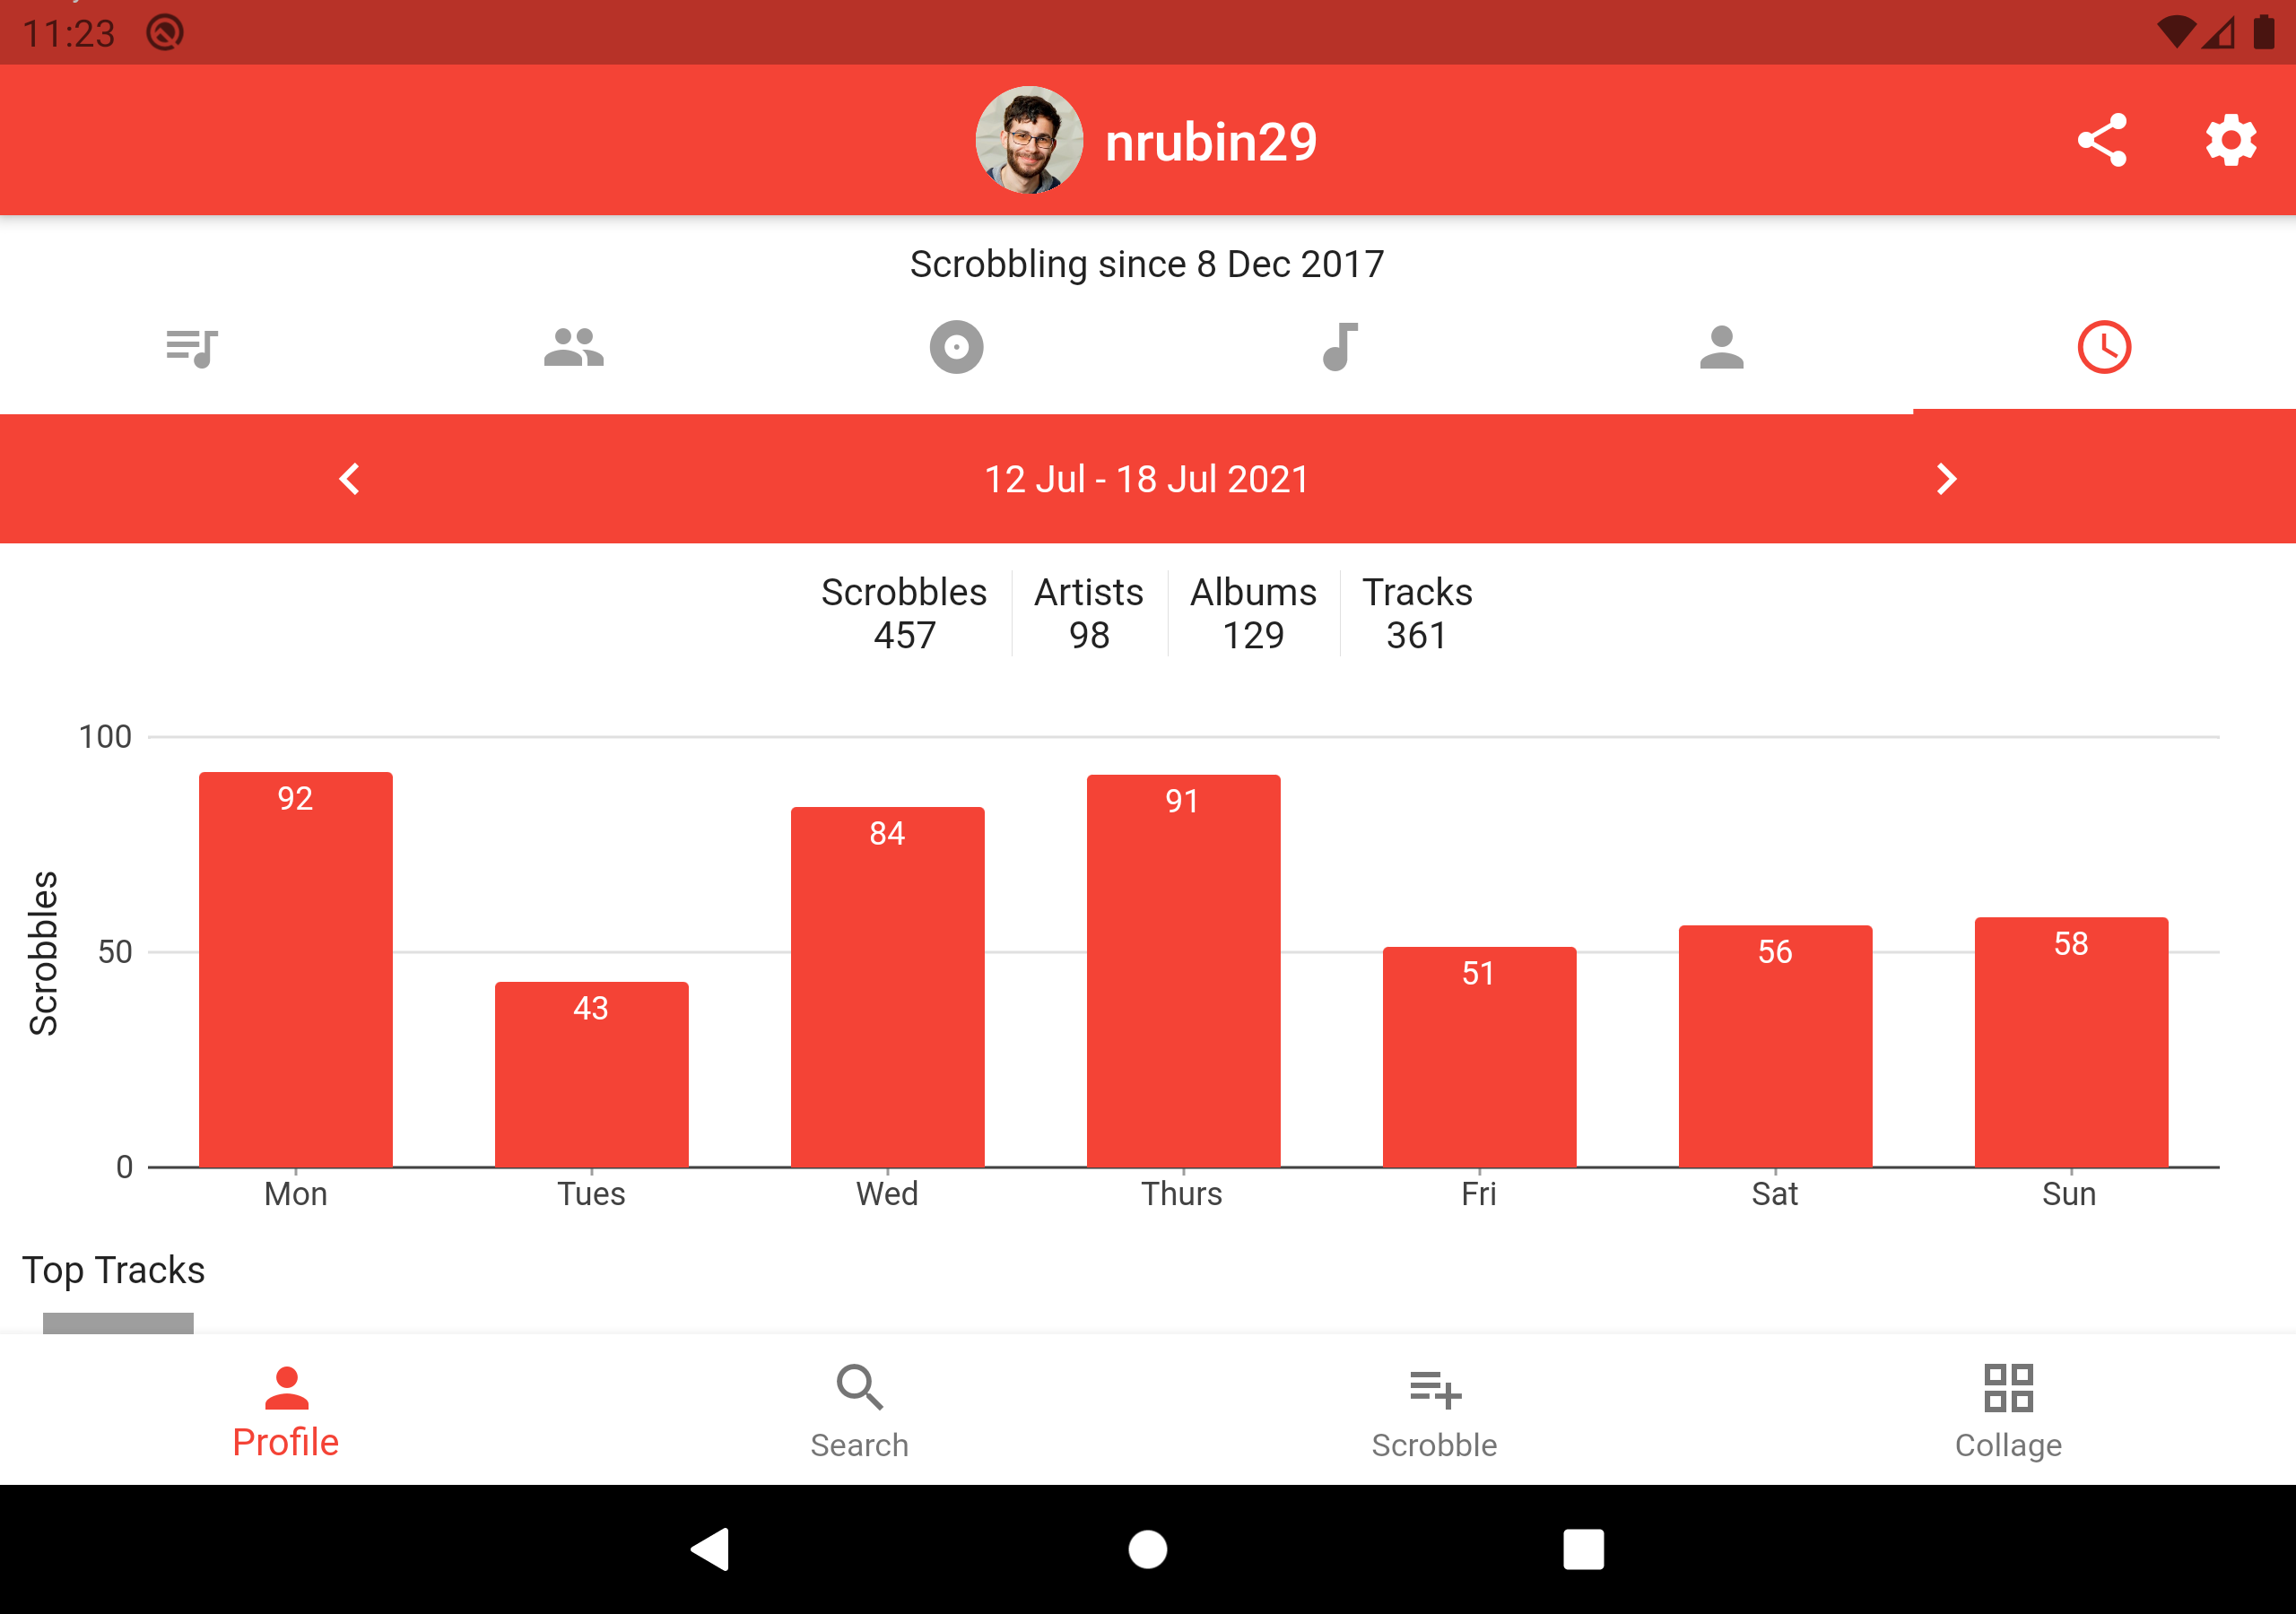 11:23
nrubin29
Scrobbling since 8 Dec 2017
12 Jul - 18 Jul 2021
Scrobbles Artists Albums Tracks
457 98 129 361
100
92
43
84
91
51
56
58
50
Scrobbles
0
Mon Tues Wed Thurs Fri Sat Sun
Top Tracks
Profile Search Scrobble Collage